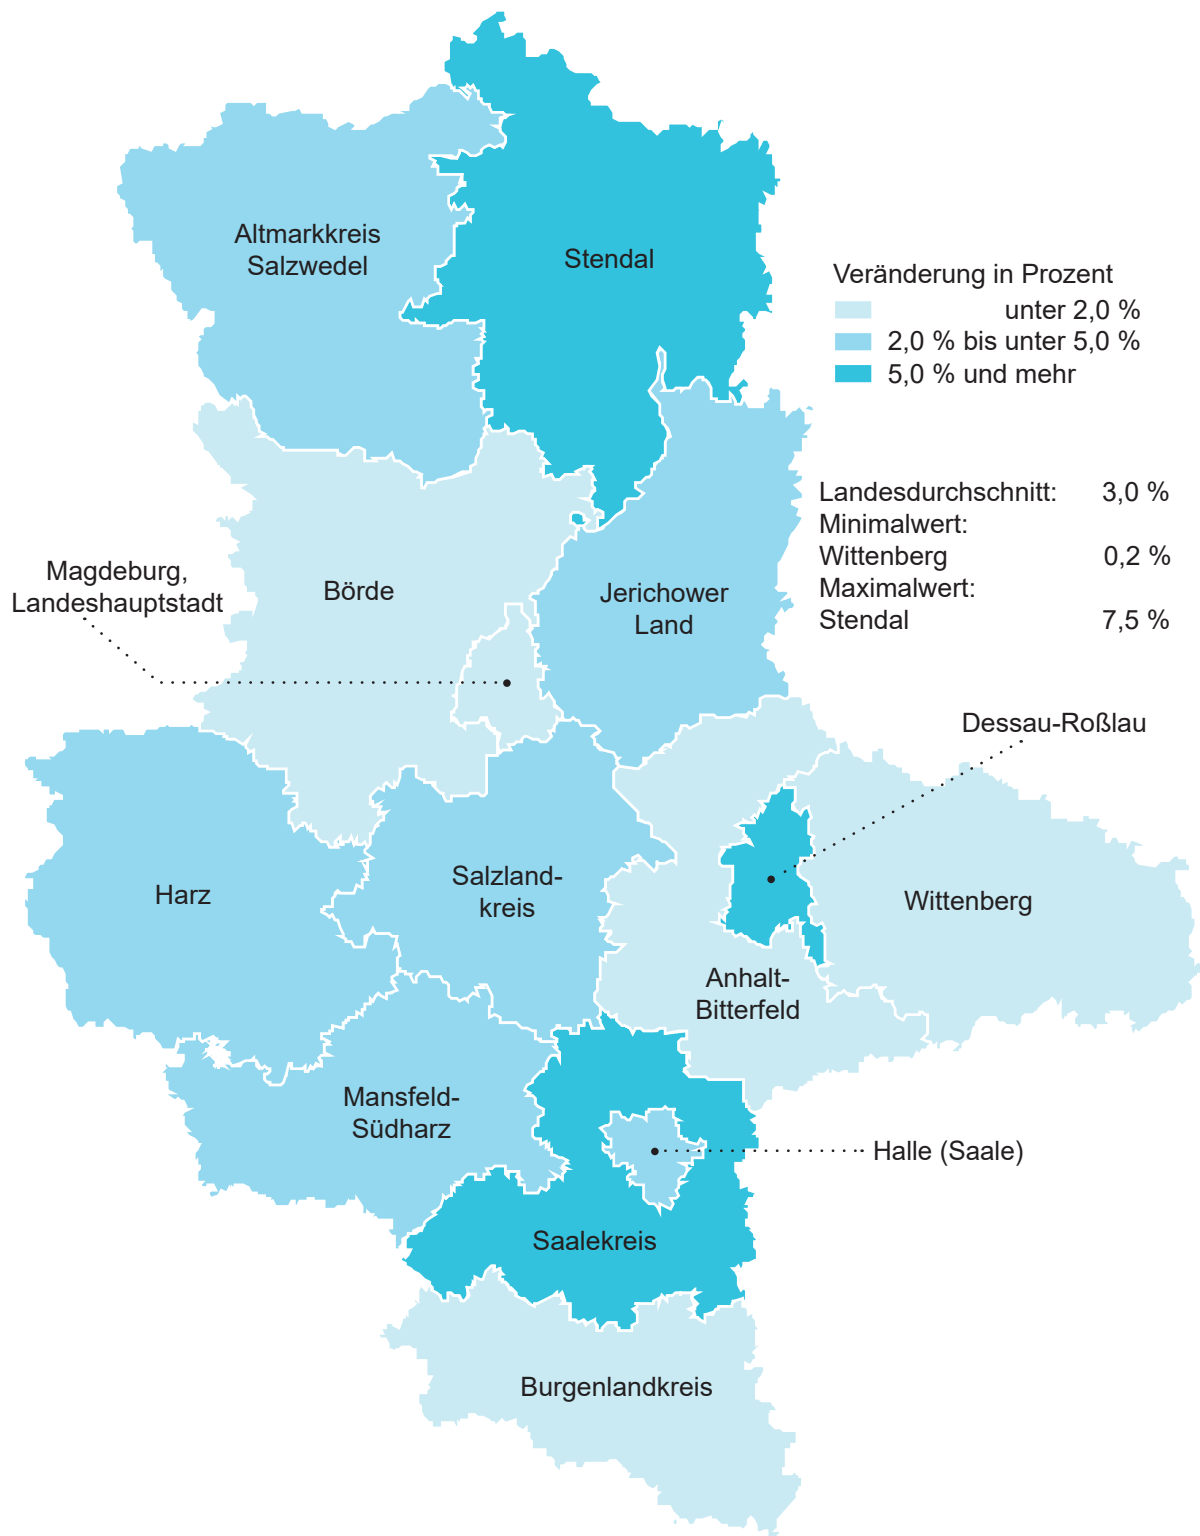 Altmarkkreis
Salzwedel
Stendal
Veränderung in Prozent
unter 2,0 %
2,0 % bis unter 5,0 %
5,0 % und mehr
Landesdurchschnitt: 3,0 %
Minimalwert:
Wittenberg 0,2 %
Maximalwert:
Stendal 7,5 %
Magdeburg,
Landeshauptstadt
Börde
Jerichower
Land
Dessau-Roßlau
Harz
Salzland-
kreis
Wittenberg
Anhalt-
Bitterfeld
Mansfeld-
Südharz
Halle (Saale)
Saalekreis
Burgenlandkreis